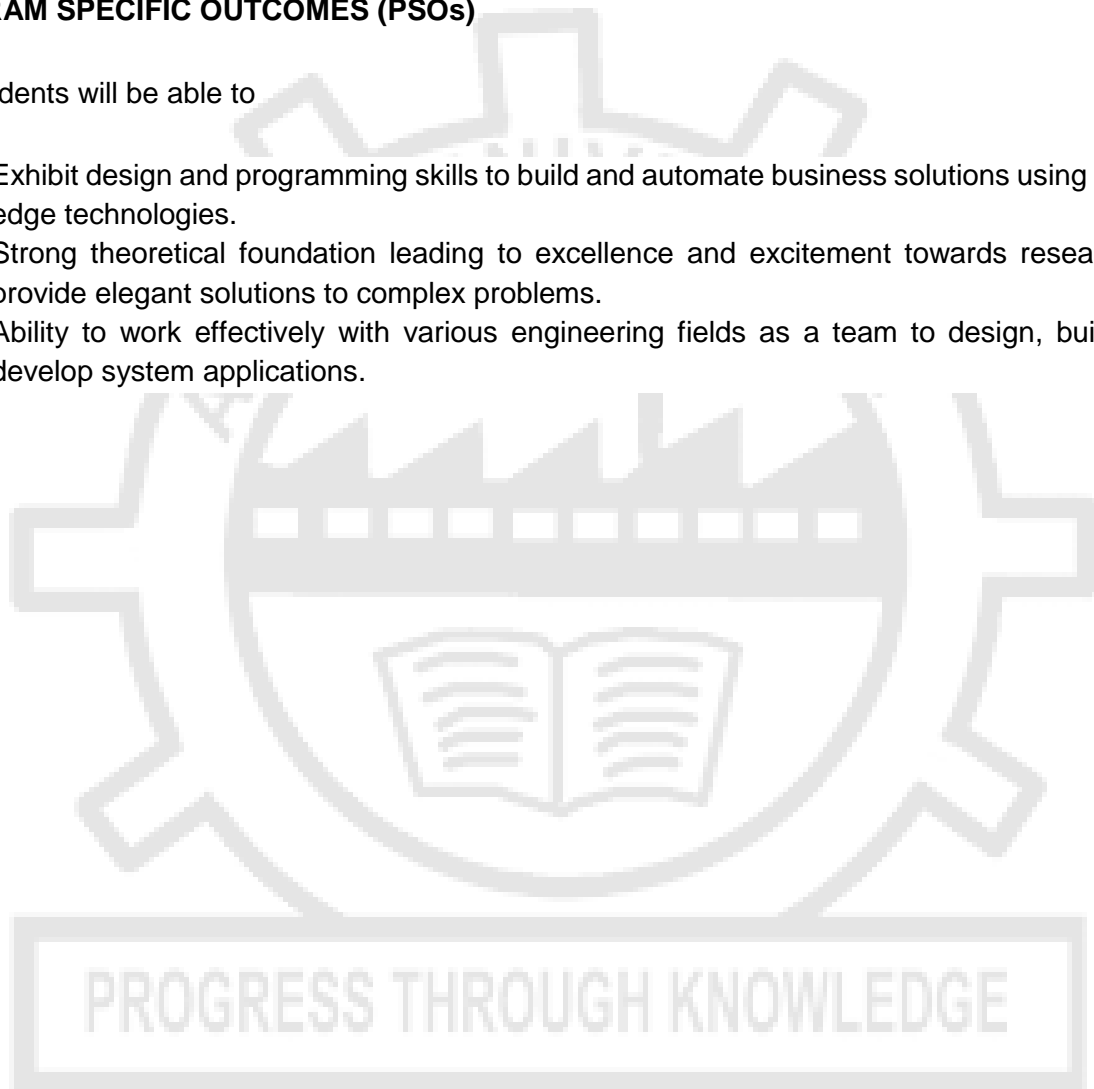 RAM SPECIFIC OUTCOMES (PSOs)
dents will be able to
Exhibit design and programming skills to build and automate business solutions using
edge technologies.
Strong theoretical foundation leading to excellence and excitement towards resea
provide elegant solutions to complex problems.
Ability to work effectively with various engineering fields as a team to design, bui
develop system applications.
PROGRESS THROUGH KNOWLEDGE